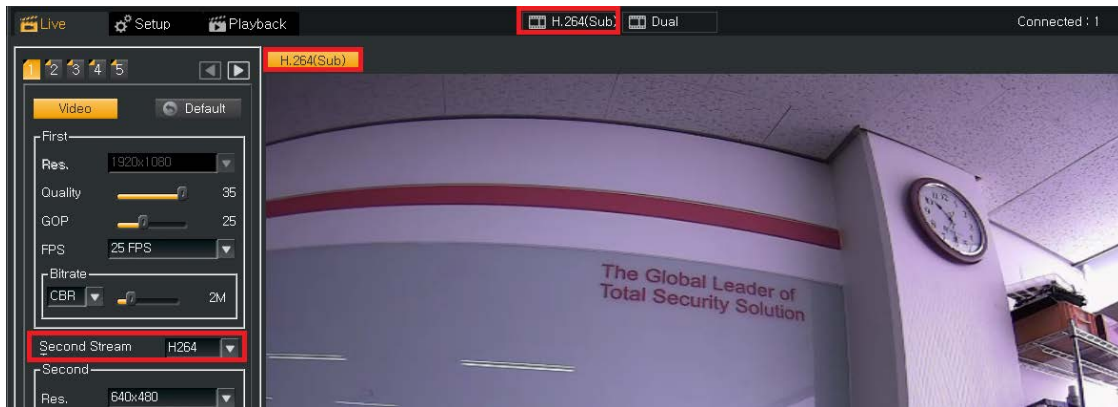 Live Setup Playback H.264(Sub) Dual Connected : 1
1 2 3 4 5
H.264(Sub)
Video Default
First
Res. 1920x1080
Quality 35
GOP 25
FPS 25 FPS
Bitrate
CBR 2M
The Global Leader of
Total Security Solution
Second Stream H264
Second
Res. 640x480